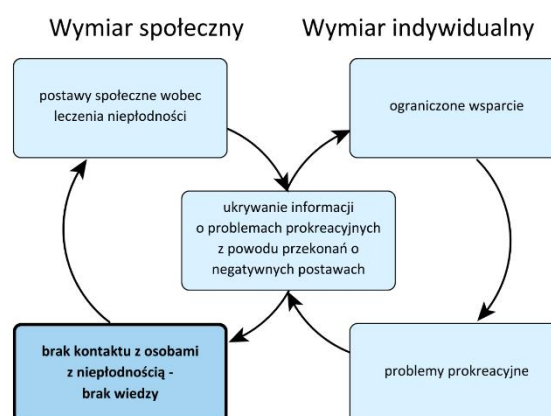 Wymiar społeczny
Wymiar indywidualny
postawy społeczne wobec
leczenia niepłodności
ograniczone wsparcie
ukrywanie informacji
o problemach prokreacyjnych
z powodu przekonań o
negatywnych postawach
brak kontaktu z osobami
z niepłodnością -
brak wiedzy
problemy prokreacyjne